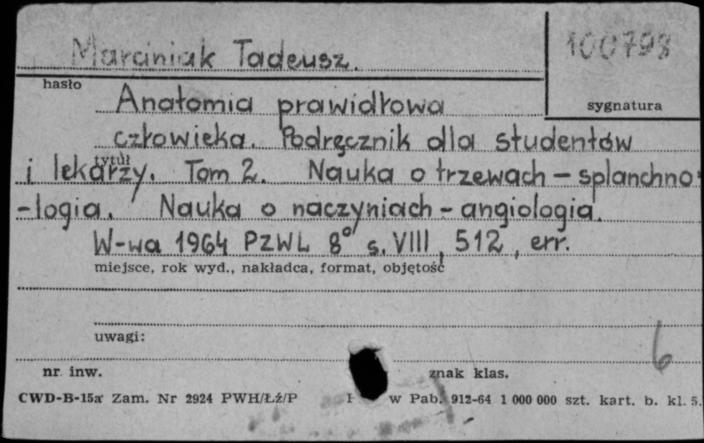 Marciniak Tadeusz.
100798
hasło
sygnatura
Anatomia prawidłowa
człowieka. Podręcznik dla studentów
tytuł
i lekarzy. Tom 2. Nauka o trzewach - splanchno-
-logia. Nauka o naczyniach - angiologia.
W-wa 1964 PZWL 8° s. VIII, 512, err.
miejsce, rok wyd., nakładca, format, objętość
uwagi:
6
nr inw.
znak klas.
CWD-B-15a Zam. Nr 2924 PWH/Łź/P w Pab. 912-64 1 000 000 szt. kart. b. kl. 5.